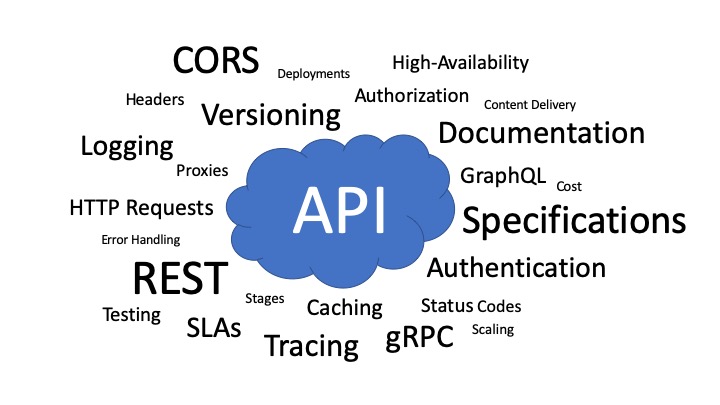 CORS
Deployments
High-Availability
Headers
Versioning
Authorization
Content Delivery
Logging
Documentation
Proxies
GraphQL
Cost
HTTP Requests
API
Specifications
Error Handling
REST
Authentication
Stages
Caching
Status Codes
Testing
SLAs
Tracing
gRPC
Scaling